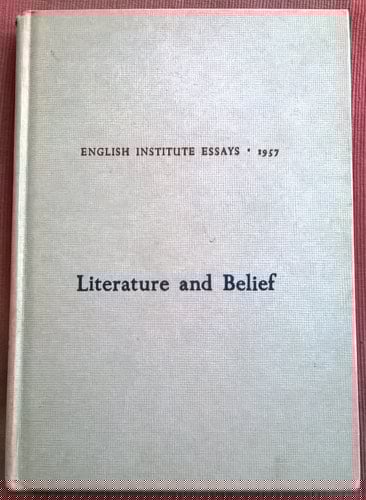 ENGLISH INSTITUTE ESSAYS · 1957
Literature and Belief